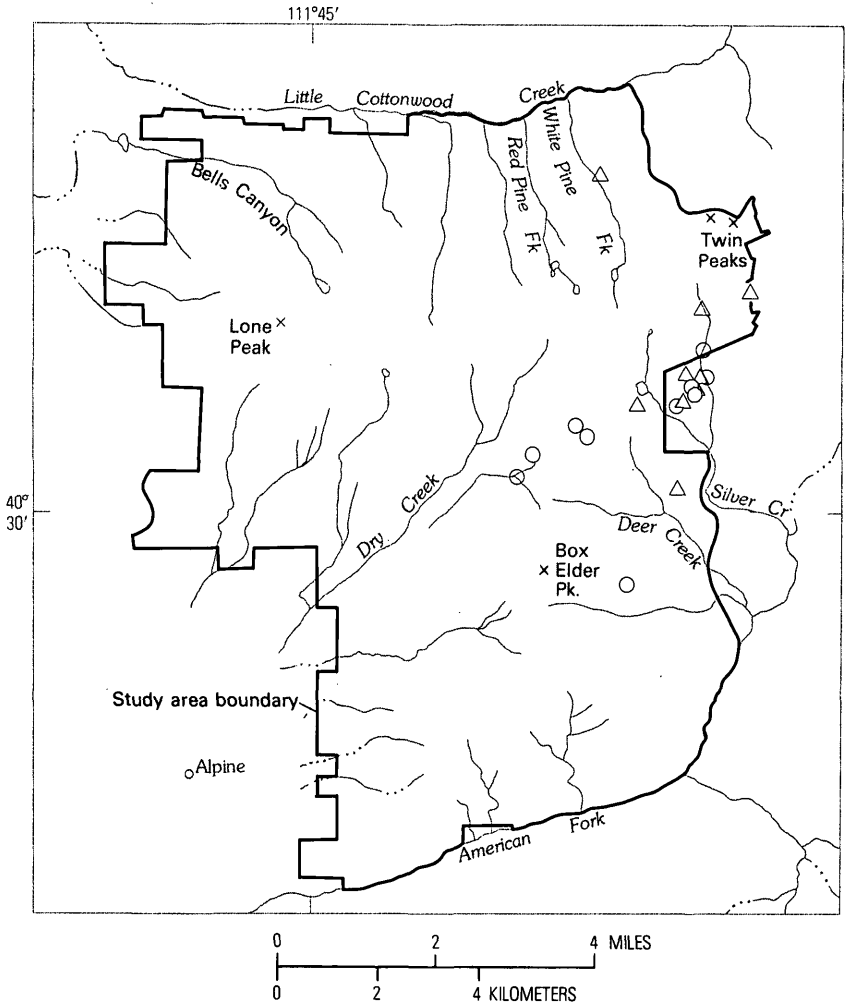 111°45'
Little Cottonwood Creek
Bells Canyon
Red Pine Fk
White Pine Fk
Twin
Peaks
Lone
Peak
40°
30'
Dry Creek
Silver Cr
Deer Creek
Box
Elder
Pk.
Study area boundary
Alpine
American Fork
0 2 4 MILES
0 2 4 KILOMETERS